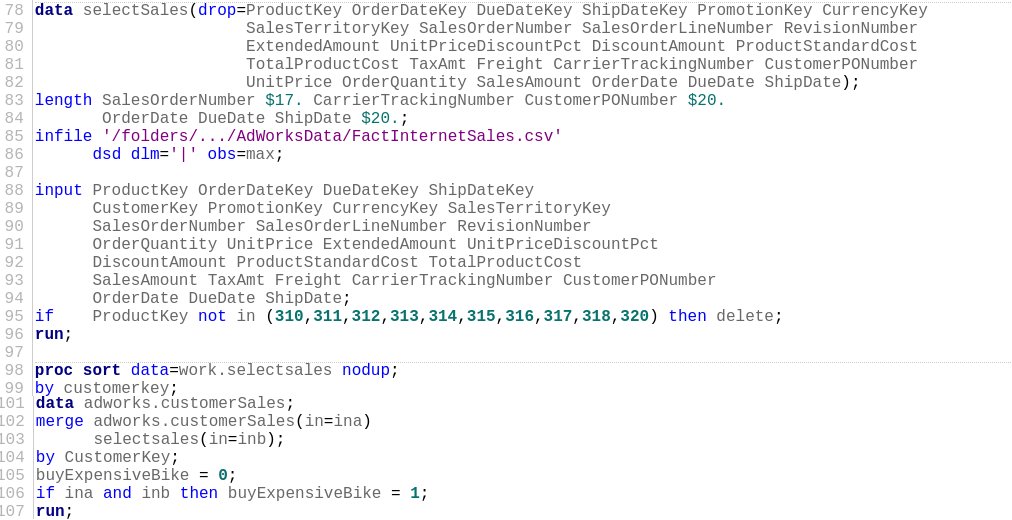 78 data selectSales(drop=ProductKey OrderDateKey DueDateKey ShipDateKey PromotionKey CurrencyKey
79 SalesTerritoryKey SalesOrderNumber SalesOrderLineNumber RevisionNumber
80 ExtendedAmount UnitPriceDiscountPct DiscountAmount ProductStandardCost
81 TotalProductCost TaxAmt Freight CarrierTrackingNumber CustomerPONumber
82 UnitPrice OrderQuantity SalesAmount OrderDate DueDate ShipDate);
83 length SalesOrderNumber $17. CarrierTrackingNumber CustomerPONumber $20.
84 OrderDate DueDate ShipDate $20.;
85 infile '/folders/.../AdWorksData/FactInternetSales.csv'
86 dsd dlm='|' obs=max;
87
88 input ProductKey OrderDateKey DueDateKey ShipDateKey
89 CustomerKey PromotionKey CurrencyKey SalesTerritoryKey
90 SalesOrderNumber SalesOrderLineNumber RevisionNumber
91 OrderQuantity UnitPrice ExtendedAmount UnitPriceDiscountPct
92 DiscountAmount ProductStandardCost TotalProductCost
93 SalesAmount TaxAmt Freight CarrierTrackingNumber CustomerPONumber
94 OrderDate DueDate ShipDate;
95 if ProductKey not in (310,311,312,313,314,315,316,317,318,320) then delete;
96 run;
97
98 proc sort data=work.selectsales nodup;
99 by customerkey;
101 data adworks.customerSales;
102 merge adworks.customerSales(in=ina)
103 selectsales(in=inb);
104 by CustomerKey;
105 buyExpensiveBike = 0;
106 if ina and inb then buyExpensiveBike = 1;
107 run;